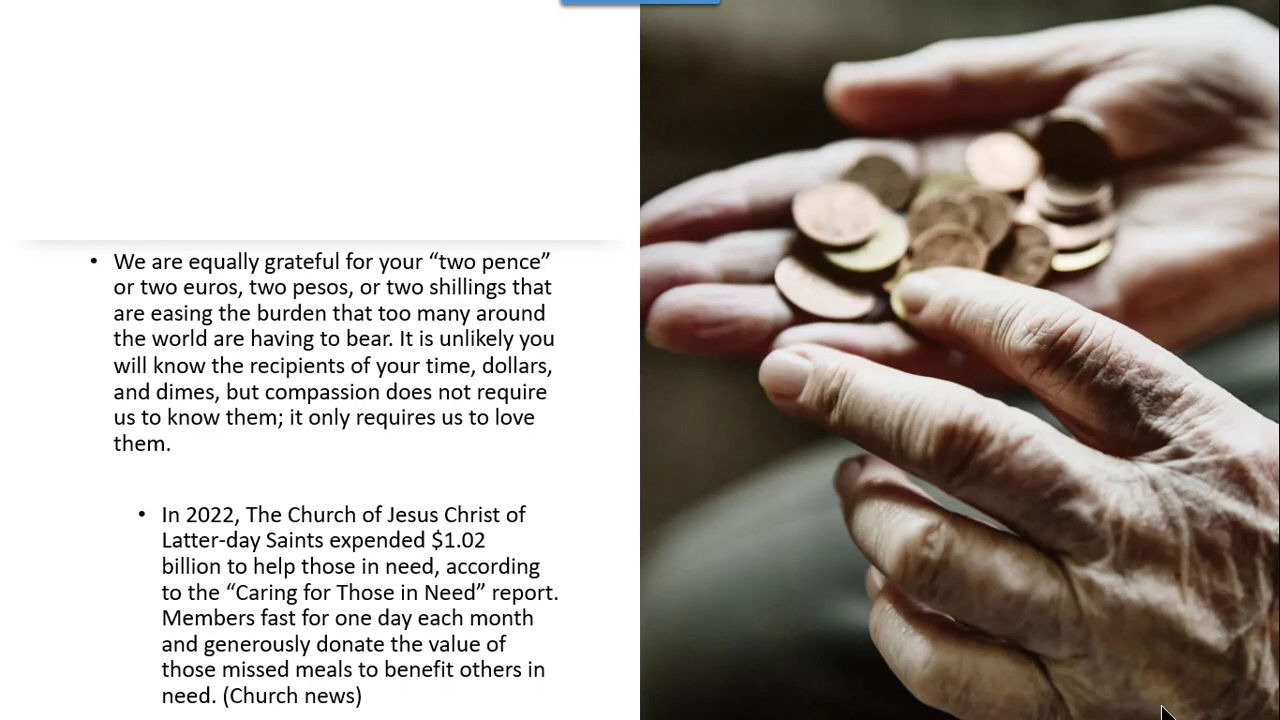 • We are equally grateful for your “two pence”
or two euros, two pesos, or two shillings that
are easing the burden that too many around
the world are having to bear. It is unlikely you
will know the recipients of your time, dollars,
and dimes, but compassion does not require
us to know them; it only requires us to love
them.
• In 2022, The Church of Jesus Christ of
Latter-day Saints expended $1.02
billion to help those in need, according
to the “Caring for Those in Need” report.
Members fast for one day each month
and generously donate the value of
those missed meals to benefit others in
need. (Church news)